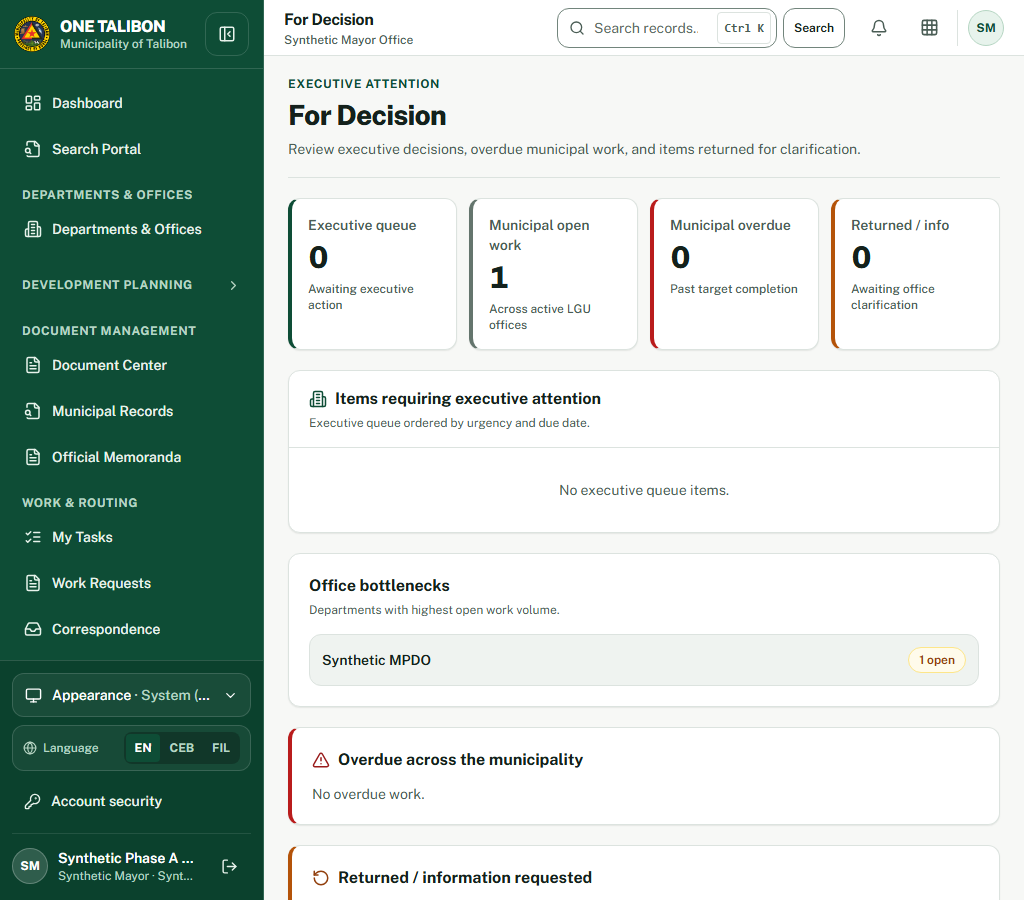 ONE TALIBON
Municipality of Talibon
Dashboard
Search Portal
DEPARTMENTS & OFFICES
Departments & Offices
DEVELOPMENT PLANNING
DOCUMENT MANAGEMENT
Document Center
Municipal Records
Official Memoranda
WORK & ROUTING
My Tasks
Work Requests
Correspondence
Appearance · System (...
Language EN CEB FIL
Account security
SM
Synthetic Phase A ...
Synthetic Mayor · Synt...
For Decision
Synthetic Mayor Office
Search records..
Ctrl K
Search
SM
EXECUTIVE ATTENTION
For Decision
Review executive decisions, overdue municipal work, and items returned for clarification.
Executive queue
0
Awaiting executive
action
Municipal open
work
1
Across active LGU
offices
Municipal overdue
0
Past target completion
Returned / info
0
Awaiting office
clarification
Items requiring executive attention
Executive queue ordered by urgency and due date.
No executive queue items.
Office bottlenecks
Departments with highest open work volume.
Synthetic MPDO
1 open
Overdue across the municipality
No overdue work.
Returned / information requested